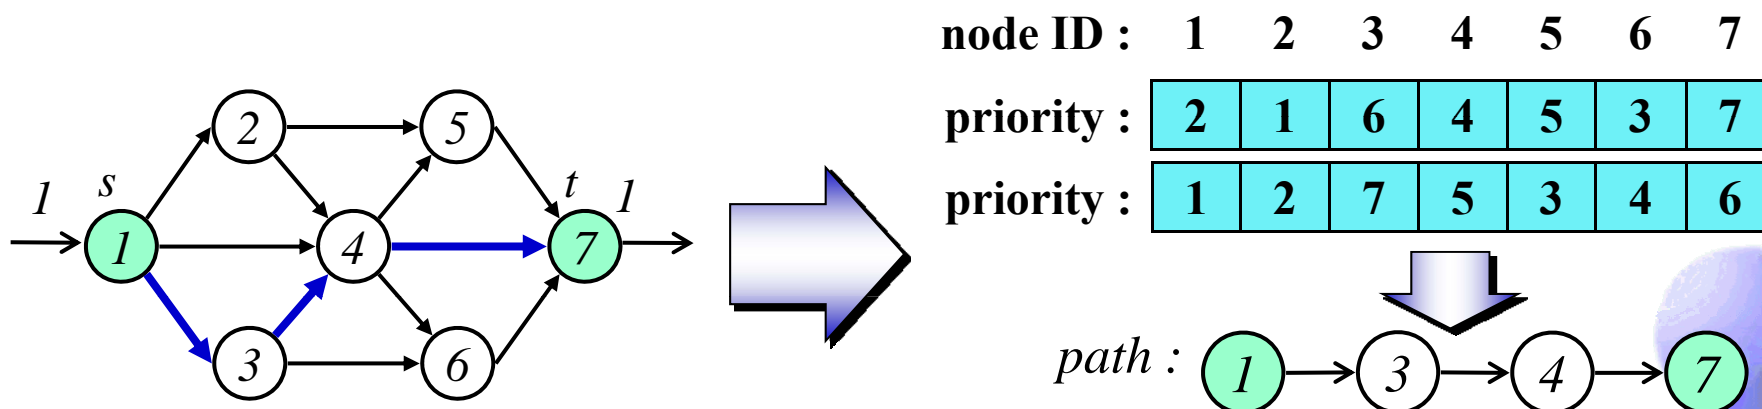 node ID : 1 2 3 4 5 6 7
priority : 2 1 6 4 5 3 7
priority : 1 2 7 5 3 4 6
path : 1 3 4 7
2 5
1 s t 1
1 4 7
3 6